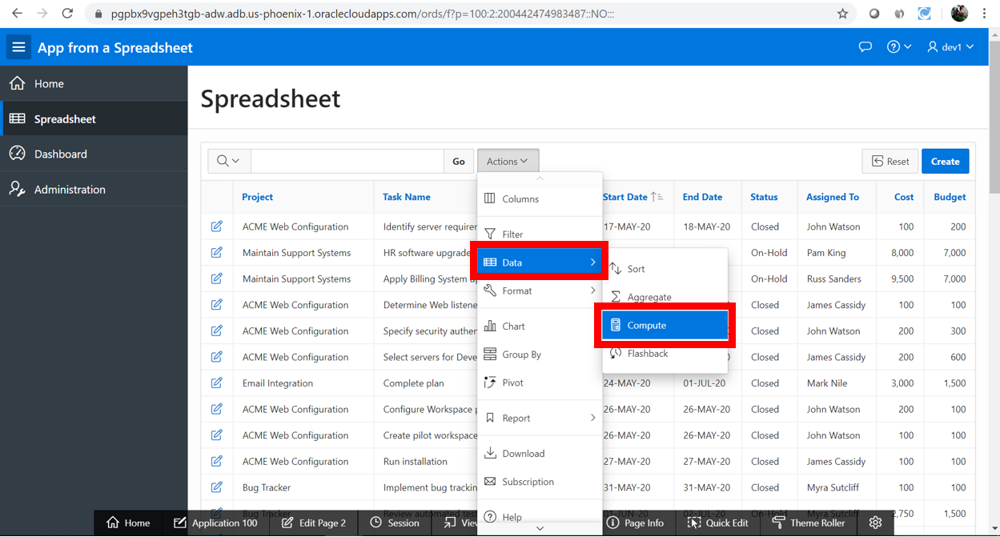 pgpbx9vgpeh3tgb-adw.adb.us-phoenix-1.oraclecloudapps.com/ords/f?p=100:2:200442474983487::NO:::
App from a Spreadsheet
dev1
Home
Spreadsheet
Dashboard
Administration
Spreadsheet
Go
Actions
Reset
Create
Project Task Name Start Date End Date Status Assigned To Cost Budget
ACME Web Configuration Identify server requiren 17-MAY-20 18-MAY-20 Closed John Watson 100 200
Maintain Support Systems HR software upgrade On-Hold Pam King 8,000 7,000
Maintain Support Systems Apply Billing System On-Hold Russ Sanders 9,500 7,000
ACME Web Configuration Determine Web listene Closed James Cassidy 100 100
ACME Web Configuration Specify security authen Closed John Watson 200 300
ACME Web Configuration Select servers for Deve Closed James Cassidy 200 600
Email Integration Complete plan 24-MAY-20 01-JUL-20 Closed Mark Nile 3,000 1,500
ACME Web Configuration Configure Workspace 26-MAY-20 26-MAY-20 Closed John Watson 200 100
ACME Web Configuration Create pilot workspace 26-MAY-20 26-MAY-20 Closed John Watson 100 100
ACME Web Configuration Run installation 27-MAY-20 27-MAY-20 Closed James Cassidy 100 100
Bug Tracker Implement bug trackin 31-MAY-20 31-MAY-20 Closed Myra Sutcliff 100 100
Bug Tracker Review automated test 01-JUN-20 On-Hold Myra Sutcliff 2,750 1,500
Columns
Filter
Data
Format
Chart
Group By
Pivot
Report
Download
Subscription
Help
Sort
Aggregate
Compute
Flashback
Home
Application 100
Edit Page 2
Session
View
Page Info
Quick Edit
Theme Roller